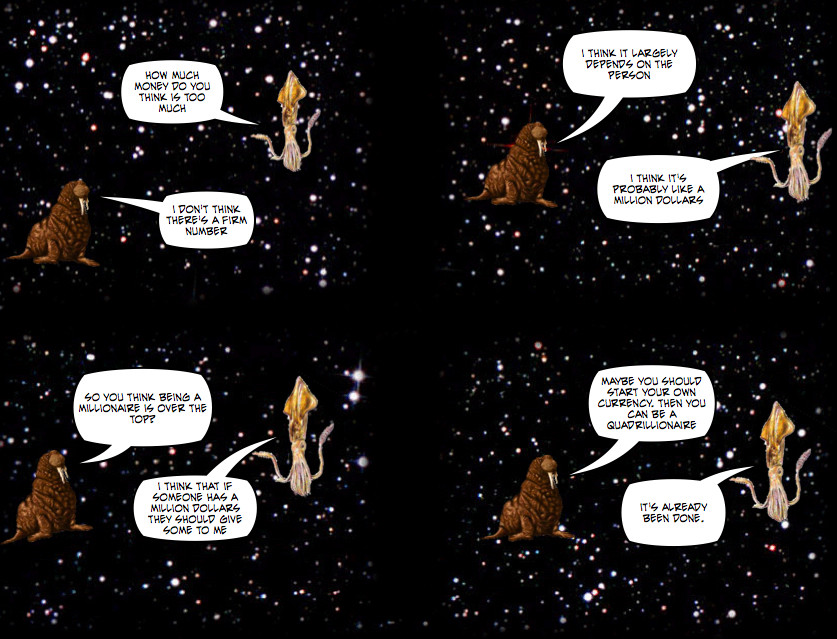 HOW MUCH
MONEY DO YOU
THINK IS TOO
MUCH
I DON'T THINK
THERE'S A FIRM
NUMBER
I THINK IT LARGELY
DEPENDS ON THE
PERSON
I THINK IT'S
PROBABLY LIKE A
MILLION DOLLARS
SO YOU THINK BEING A
MILLIONAIRE IS OVER THE
TOP?
I THINK THAT IF
SOMEONE HAS A
MILLION DOLLARS
THEY SHOULD GIVE
SOME TO ME
MAYBE YOU SHOULD
START YOUR OWN
CURRENCY. THEN YOU
CAN BE A
QUADRILLIONAIRE
IT'S ALREADY
BEEN DONE.